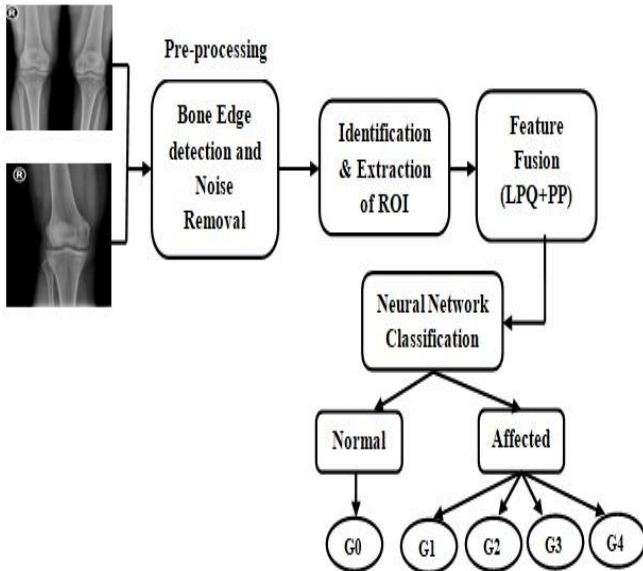 R
Pre-processing
Bone Edge
detection and
Noise
Removal
Identification
& Extraction
of ROI
Feature
Fusion
(LPQ+PP)
R
Neural Network
Classification
Normal
Affected
G0
G1
G2
G3
G4